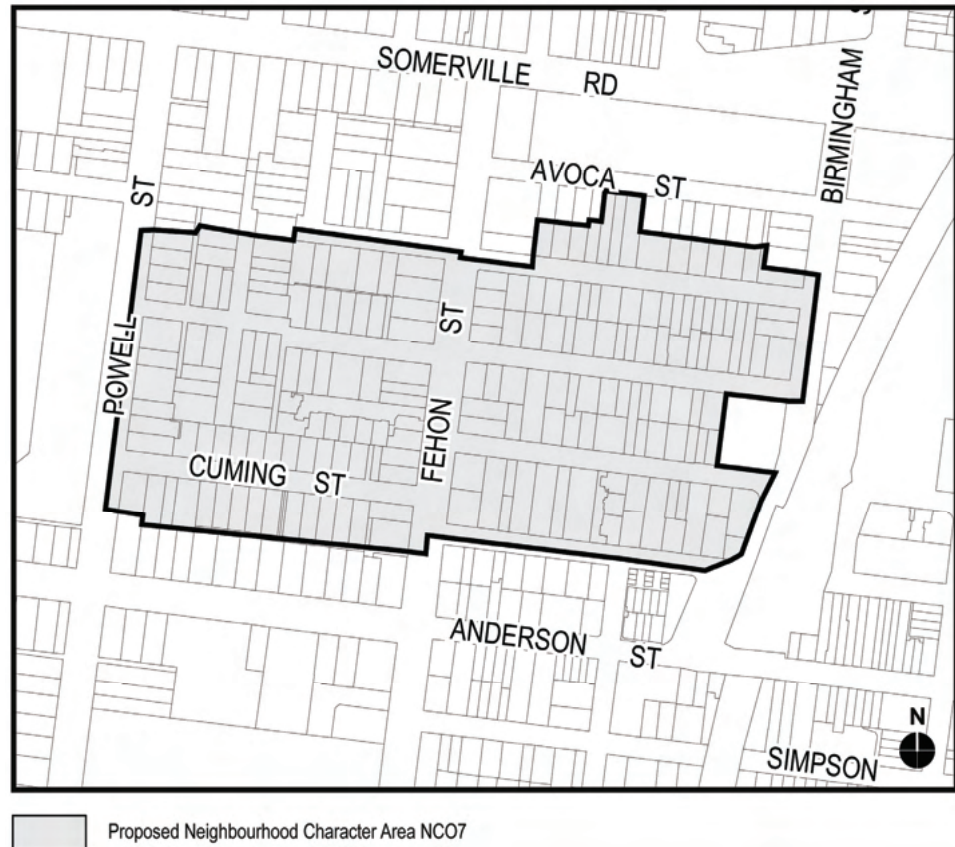 SOMERVILLE RD
BIRMINGHAM
AVOCA ST
ST
POWELL
ST
FEHON
CUMING ST
ANDERSON ST
N
SIMPSON
Proposed Neighbourhood Character Area NCO7